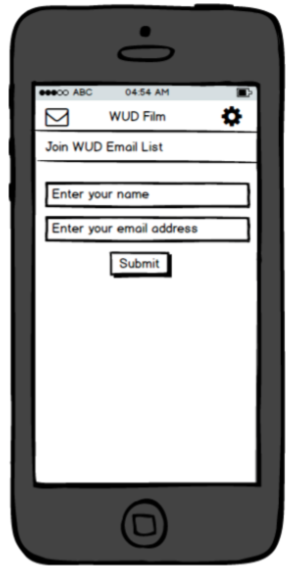 ABC 04:54 AM
WUD Film
Join WUD Email List
Enter your name
Enter your email address
Submit